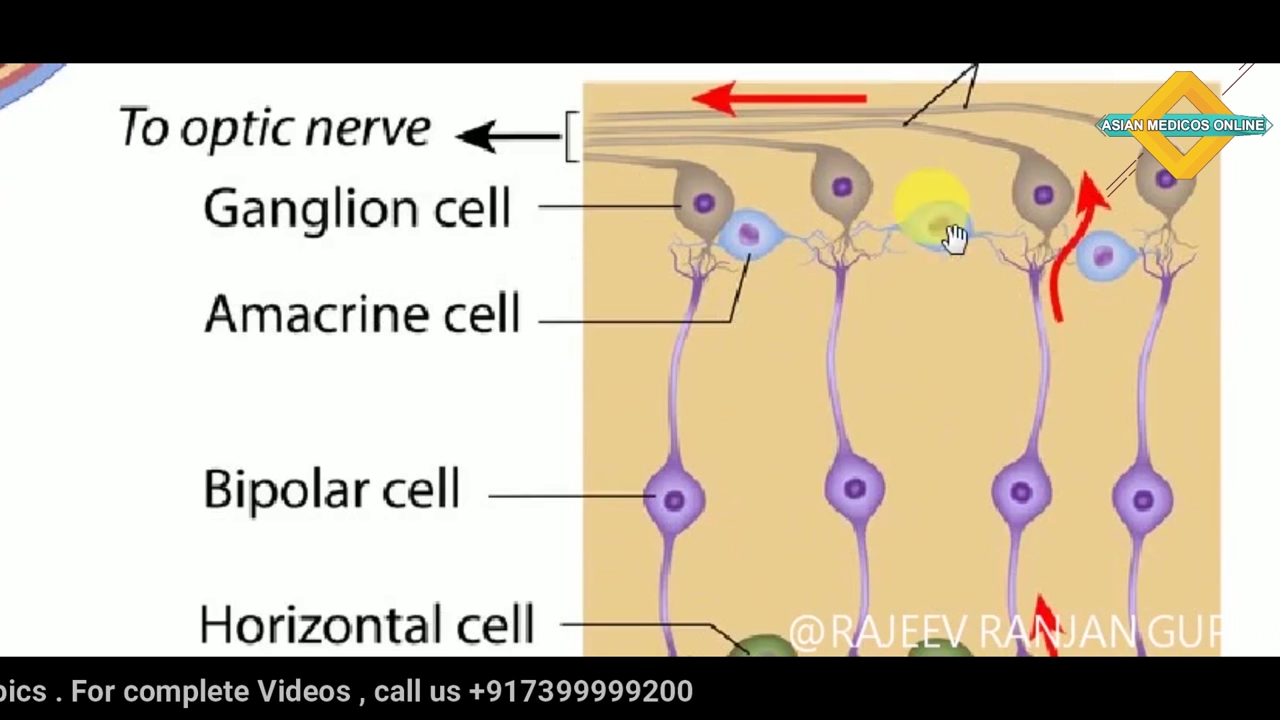 ASIAN MEDICOS ONLINE
To optic nerve
Ganglion cell
Amacrine cell
Bipolar cell
Horizontal cell
@RAJEEV RANJAN GUP
pics . For complete Videos , call us +917399999200